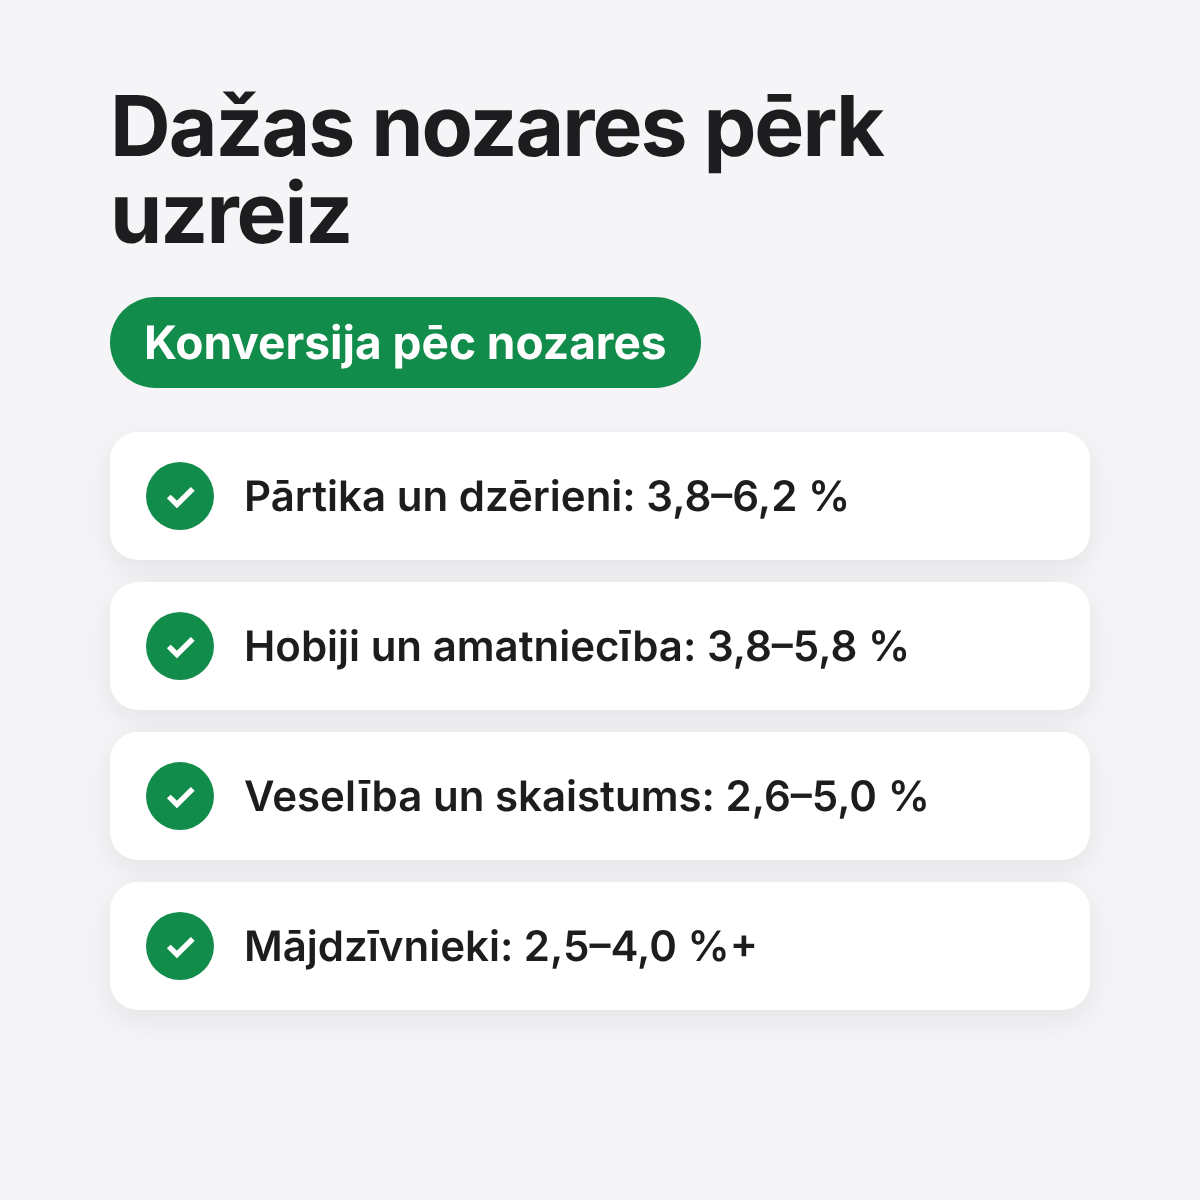 Dažas nozares pērk
uzreiz
Konversija pēc nozares
Pārtika un dzērieni: 3,8–6,2 %
Hobiji un amatniecība: 3,8–5,8 %
Veselība un skaistums: 2,6–5,0 %
Mājdzīvnieki: 2,5–4,0 %+